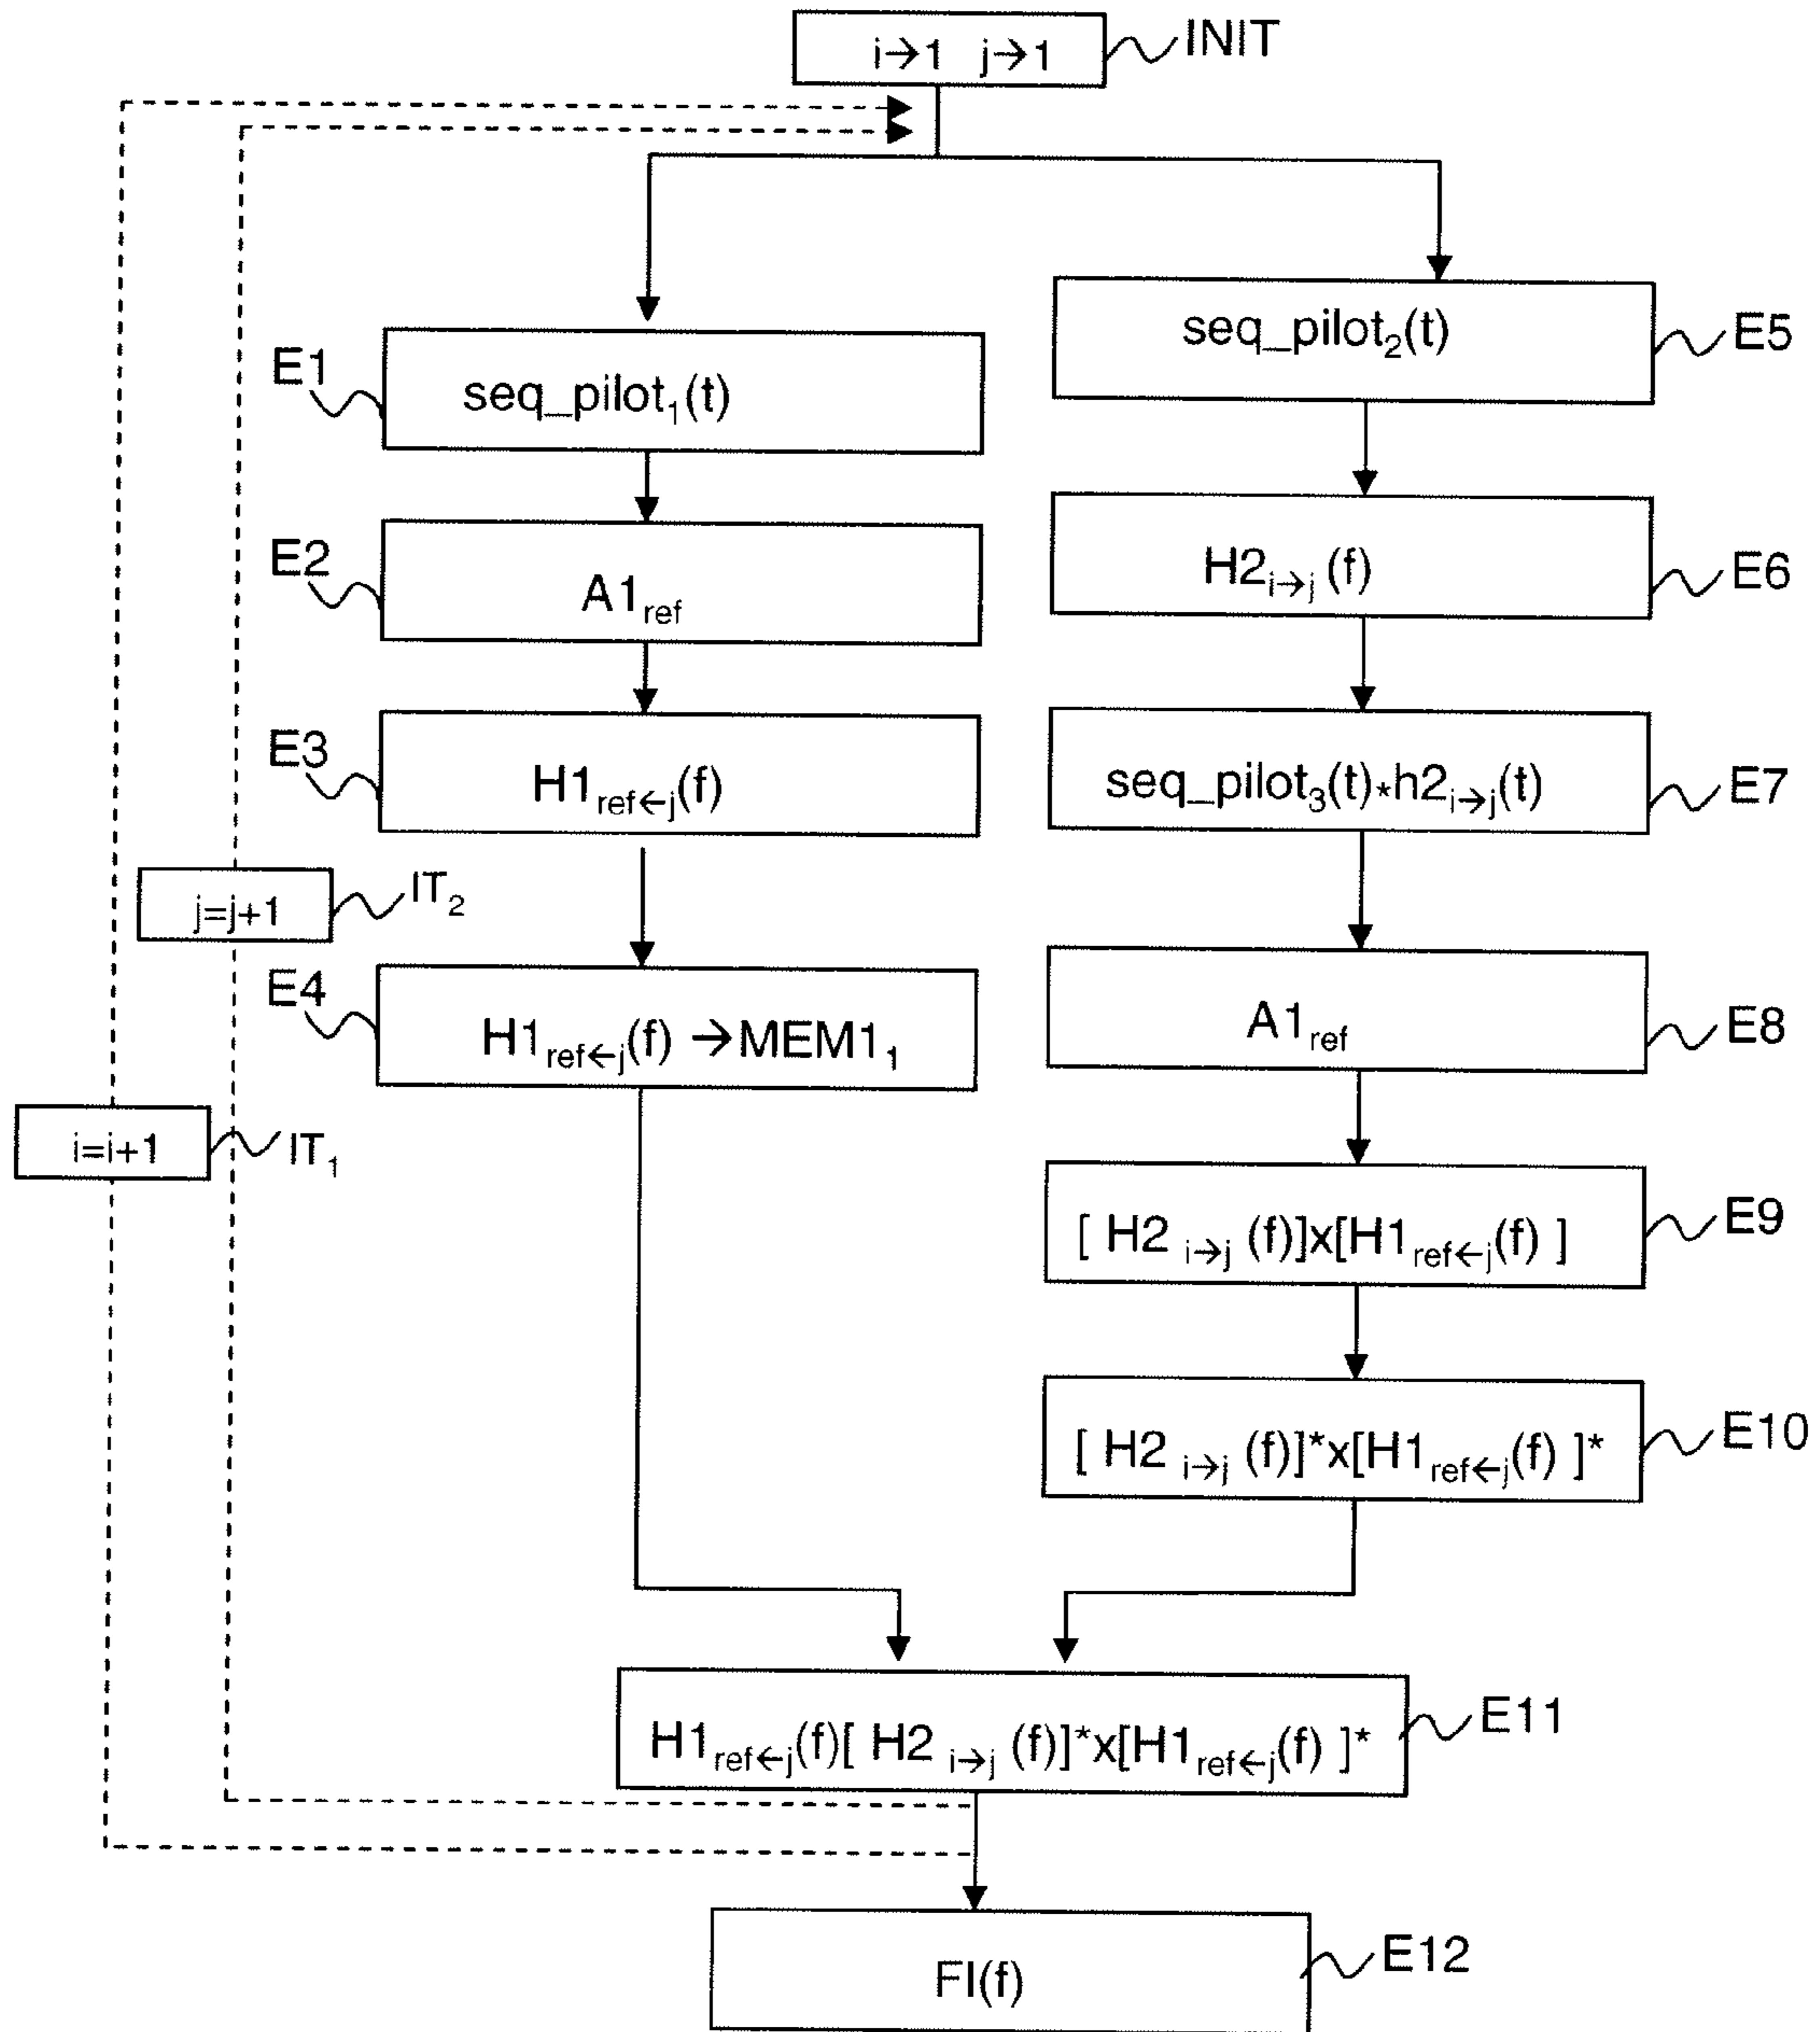 i→1 j→1
INIT
seq_pilot₁(t)
E1
A1ref
E2
H1ref←j(f)
E3
H1ref←j(f) →MEM1₁
E4
j=j+1
IT₂
i=i+1
IT₁
seq_pilot₂(t)
E5
H2i→j (f)
E6
seq_pilot₃(t)*h2i→j(t)
E7
A1ref
E8
[ H2 i→j (f)]x[H1ref←j(f) ]
E9
[ H2 i→j (f)]*x[H1ref←j(f) ]*
E10
H1ref←j(f)[ H2 i→j (f)]*x[H1ref←j(f) ]*
E11
FI(f)
E12